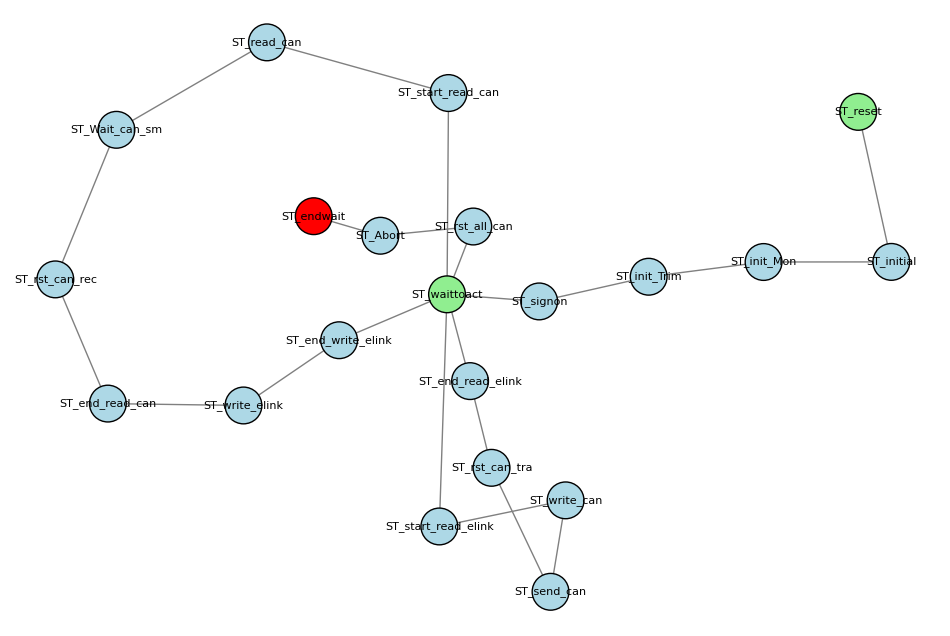 ST_read_can
ST_start_read_can
ST_reset
ST_Wait_can_sm
ST_endwait
ST_Abort
ST_rst_all_can
ST_initial
ST_init_Mon
ST_init_Trim
ST_rst_can_rec
ST_waittoact
ST_signon
ST_end_write_elink
ST_end_read_elink
ST_end_read_can
ST_write_elink
ST_rst_can_tra
ST_write_can
ST_start_read_elink
ST_send_can